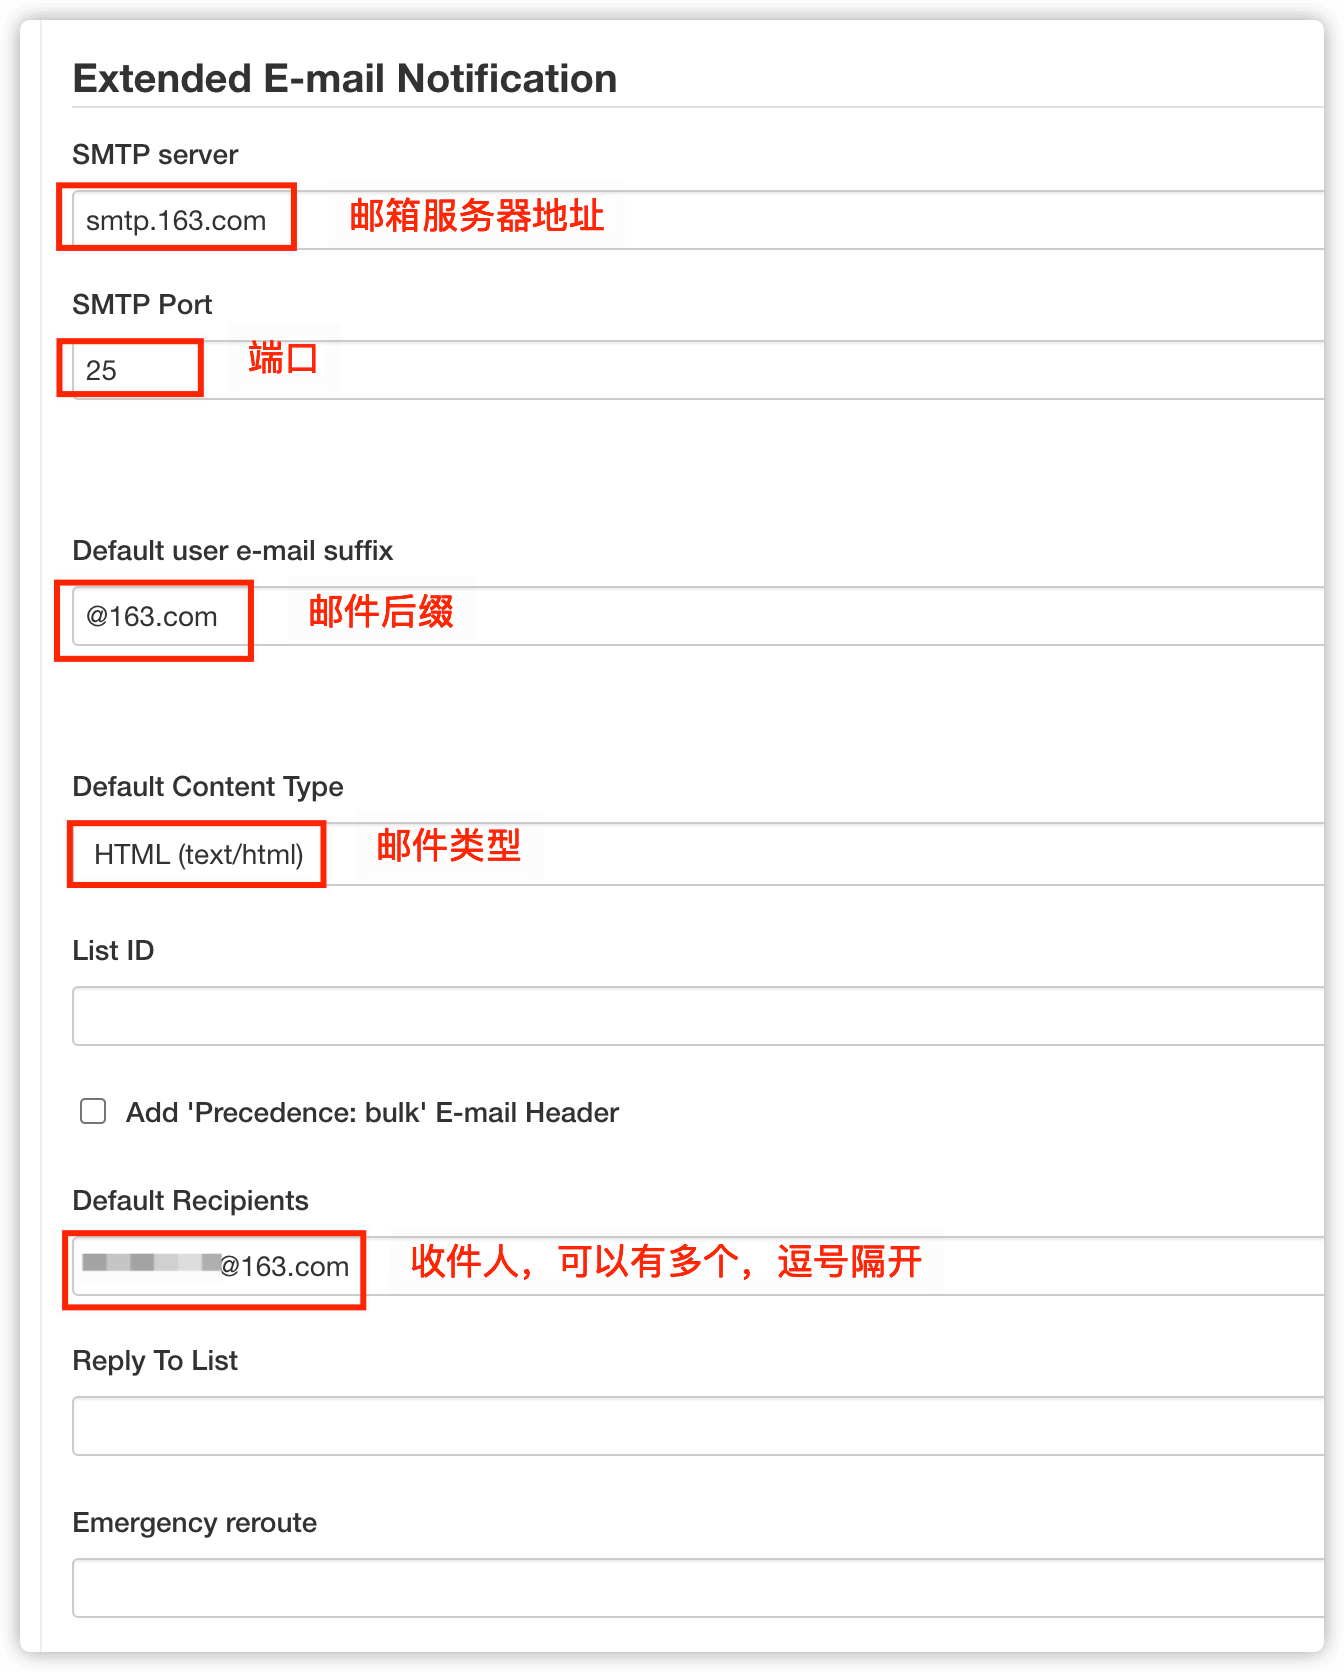 Extended E-mail Notification
SMTP server
smtp.163.com 邮箱服务器地址
SMTP Port
25 端口
Default user e-mail suffix
@163.com 邮件后缀
Default Content Type
HTML (text/html) 邮件类型
List ID
Add 'Precedence: bulk' E-mail Header
Default Recipients
@163.com 收件人，可以有多个，逗号隔开
Reply To List
Emergency reroute